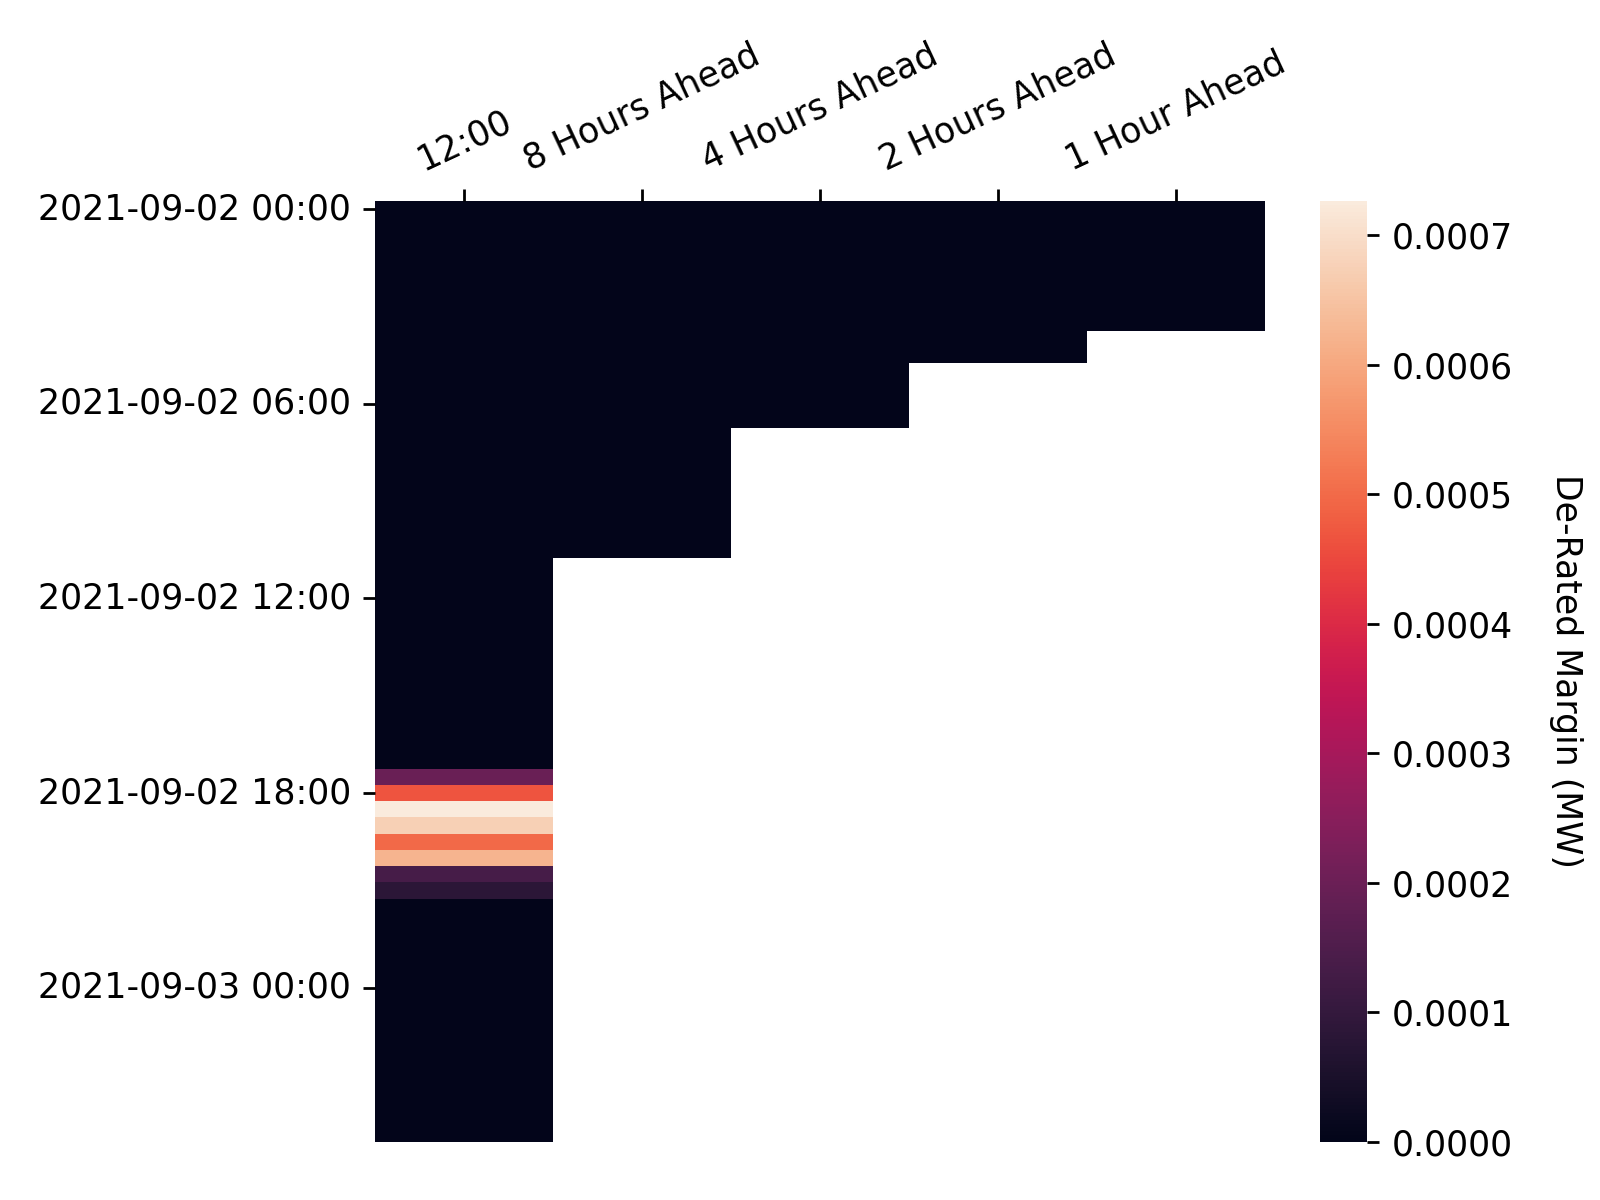 12:00
8 Hours Ahead
4 Hours Ahead
2 Hours Ahead
1 Hour Ahead
2021-09-02 00:00
2021-09-02 06:00
2021-09-02 12:00
2021-09-02 18:00
2021-09-03 00:00
0.0007
0.0006
0.0005
0.0004
0.0003
0.0002
0.0001
0.0000
De-Rated Margin (MW)